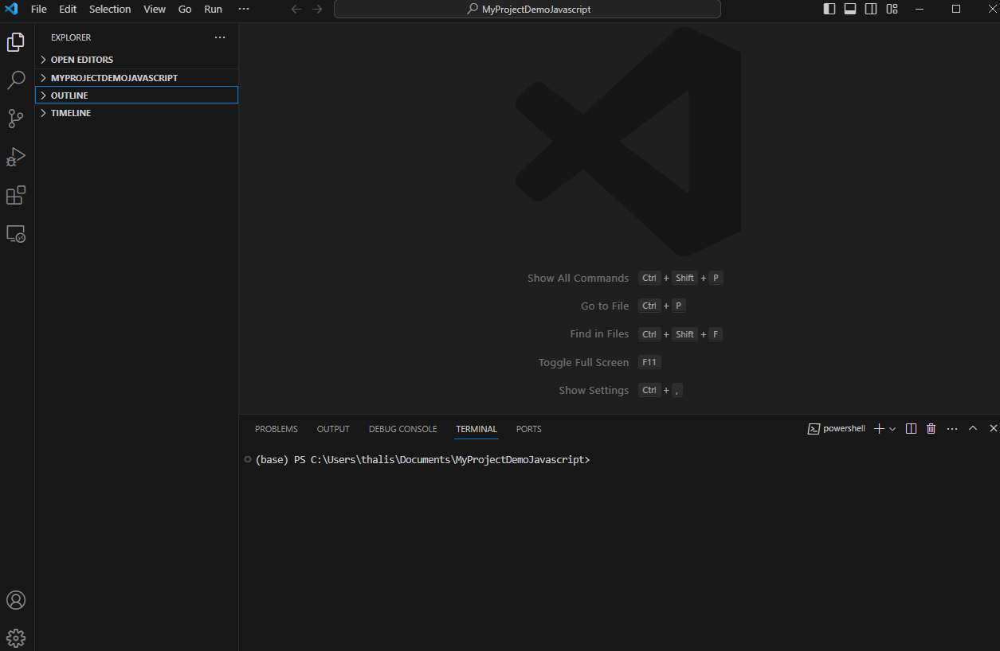 File Edit Selection View Go Run ···
MyProjectDemoJavascript
EXPLORER ···
OPEN EDITORS
MYPROJECTDEMOJAVASCRIPT
OUTLINE
TIMELINE
Show All Commands Ctrl + Shift + P
Go to File Ctrl + P
Find in Files Ctrl + Shift + F
Toggle Full Screen F11
Show Settings Ctrl + ,
PROBLEMS OUTPUT DEBUG CONSOLE TERMINAL PORTS powershell
(base) PS C:\Users\thalis\Documents\MyProjectDemoJavascript>